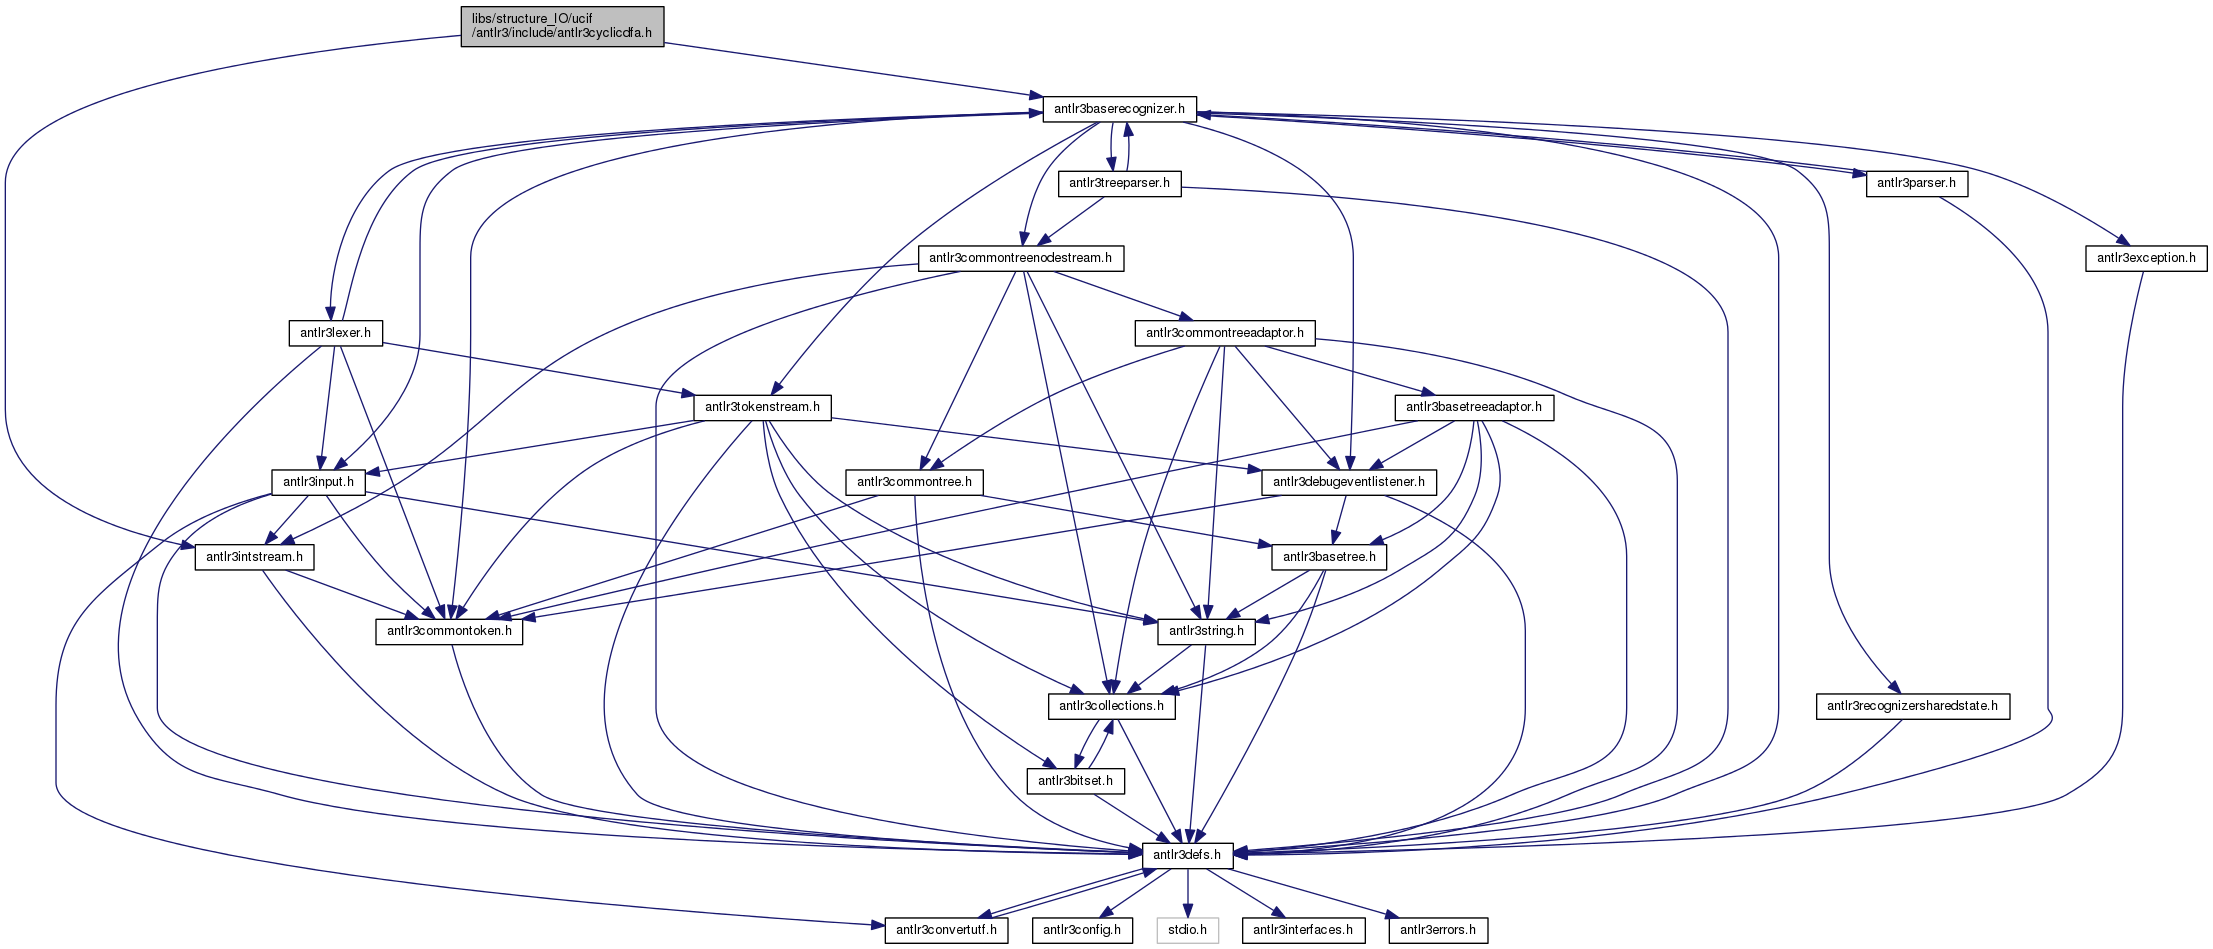 libs/structure_IO/ucif
/antlr3/include/antlr3cyclicdfa.h
antlr3baserecognizer.h
antlr3treeparser.h
antlr3parser.h
antlr3commontreenodestream.h
antlr3exception.h
antlr3lexer.h
antlr3commontreeadaptor.h
antlr3tokenstream.h
antlr3basetreeadaptor.h
antlr3input.h
antlr3commontree.h
antlr3debugeventlistener.h
antlr3intstream.h
antlr3basetree.h
antlr3commontoken.h
antlr3string.h
antlr3collections.h
antlr3recognizersharedstate.h
antlr3bitset.h
antlr3defs.h
antlr3convertutf.h
antlr3config.h
stdio.h
antlr3interfaces.h
antlr3errors.h